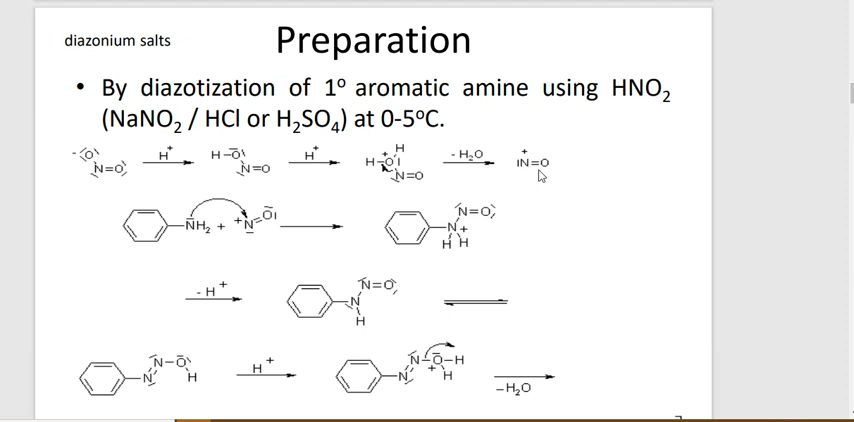 diazonium salts
Preparation
• By diazotization of 1º aromatic amine using HNO₂
(NaNO₂ / HCl or H₂SO₄) at 0-5ºC.
-O N=O H⁺ H-O N=O H⁺ H H-O⁺ N=O - H₂O ⁺IN=O
NH₂ + ⁺N=O N=O N⁺ H H
- H⁺ N=O N H
N-O H N H⁺ N-O-H ⁺ H N –H₂O